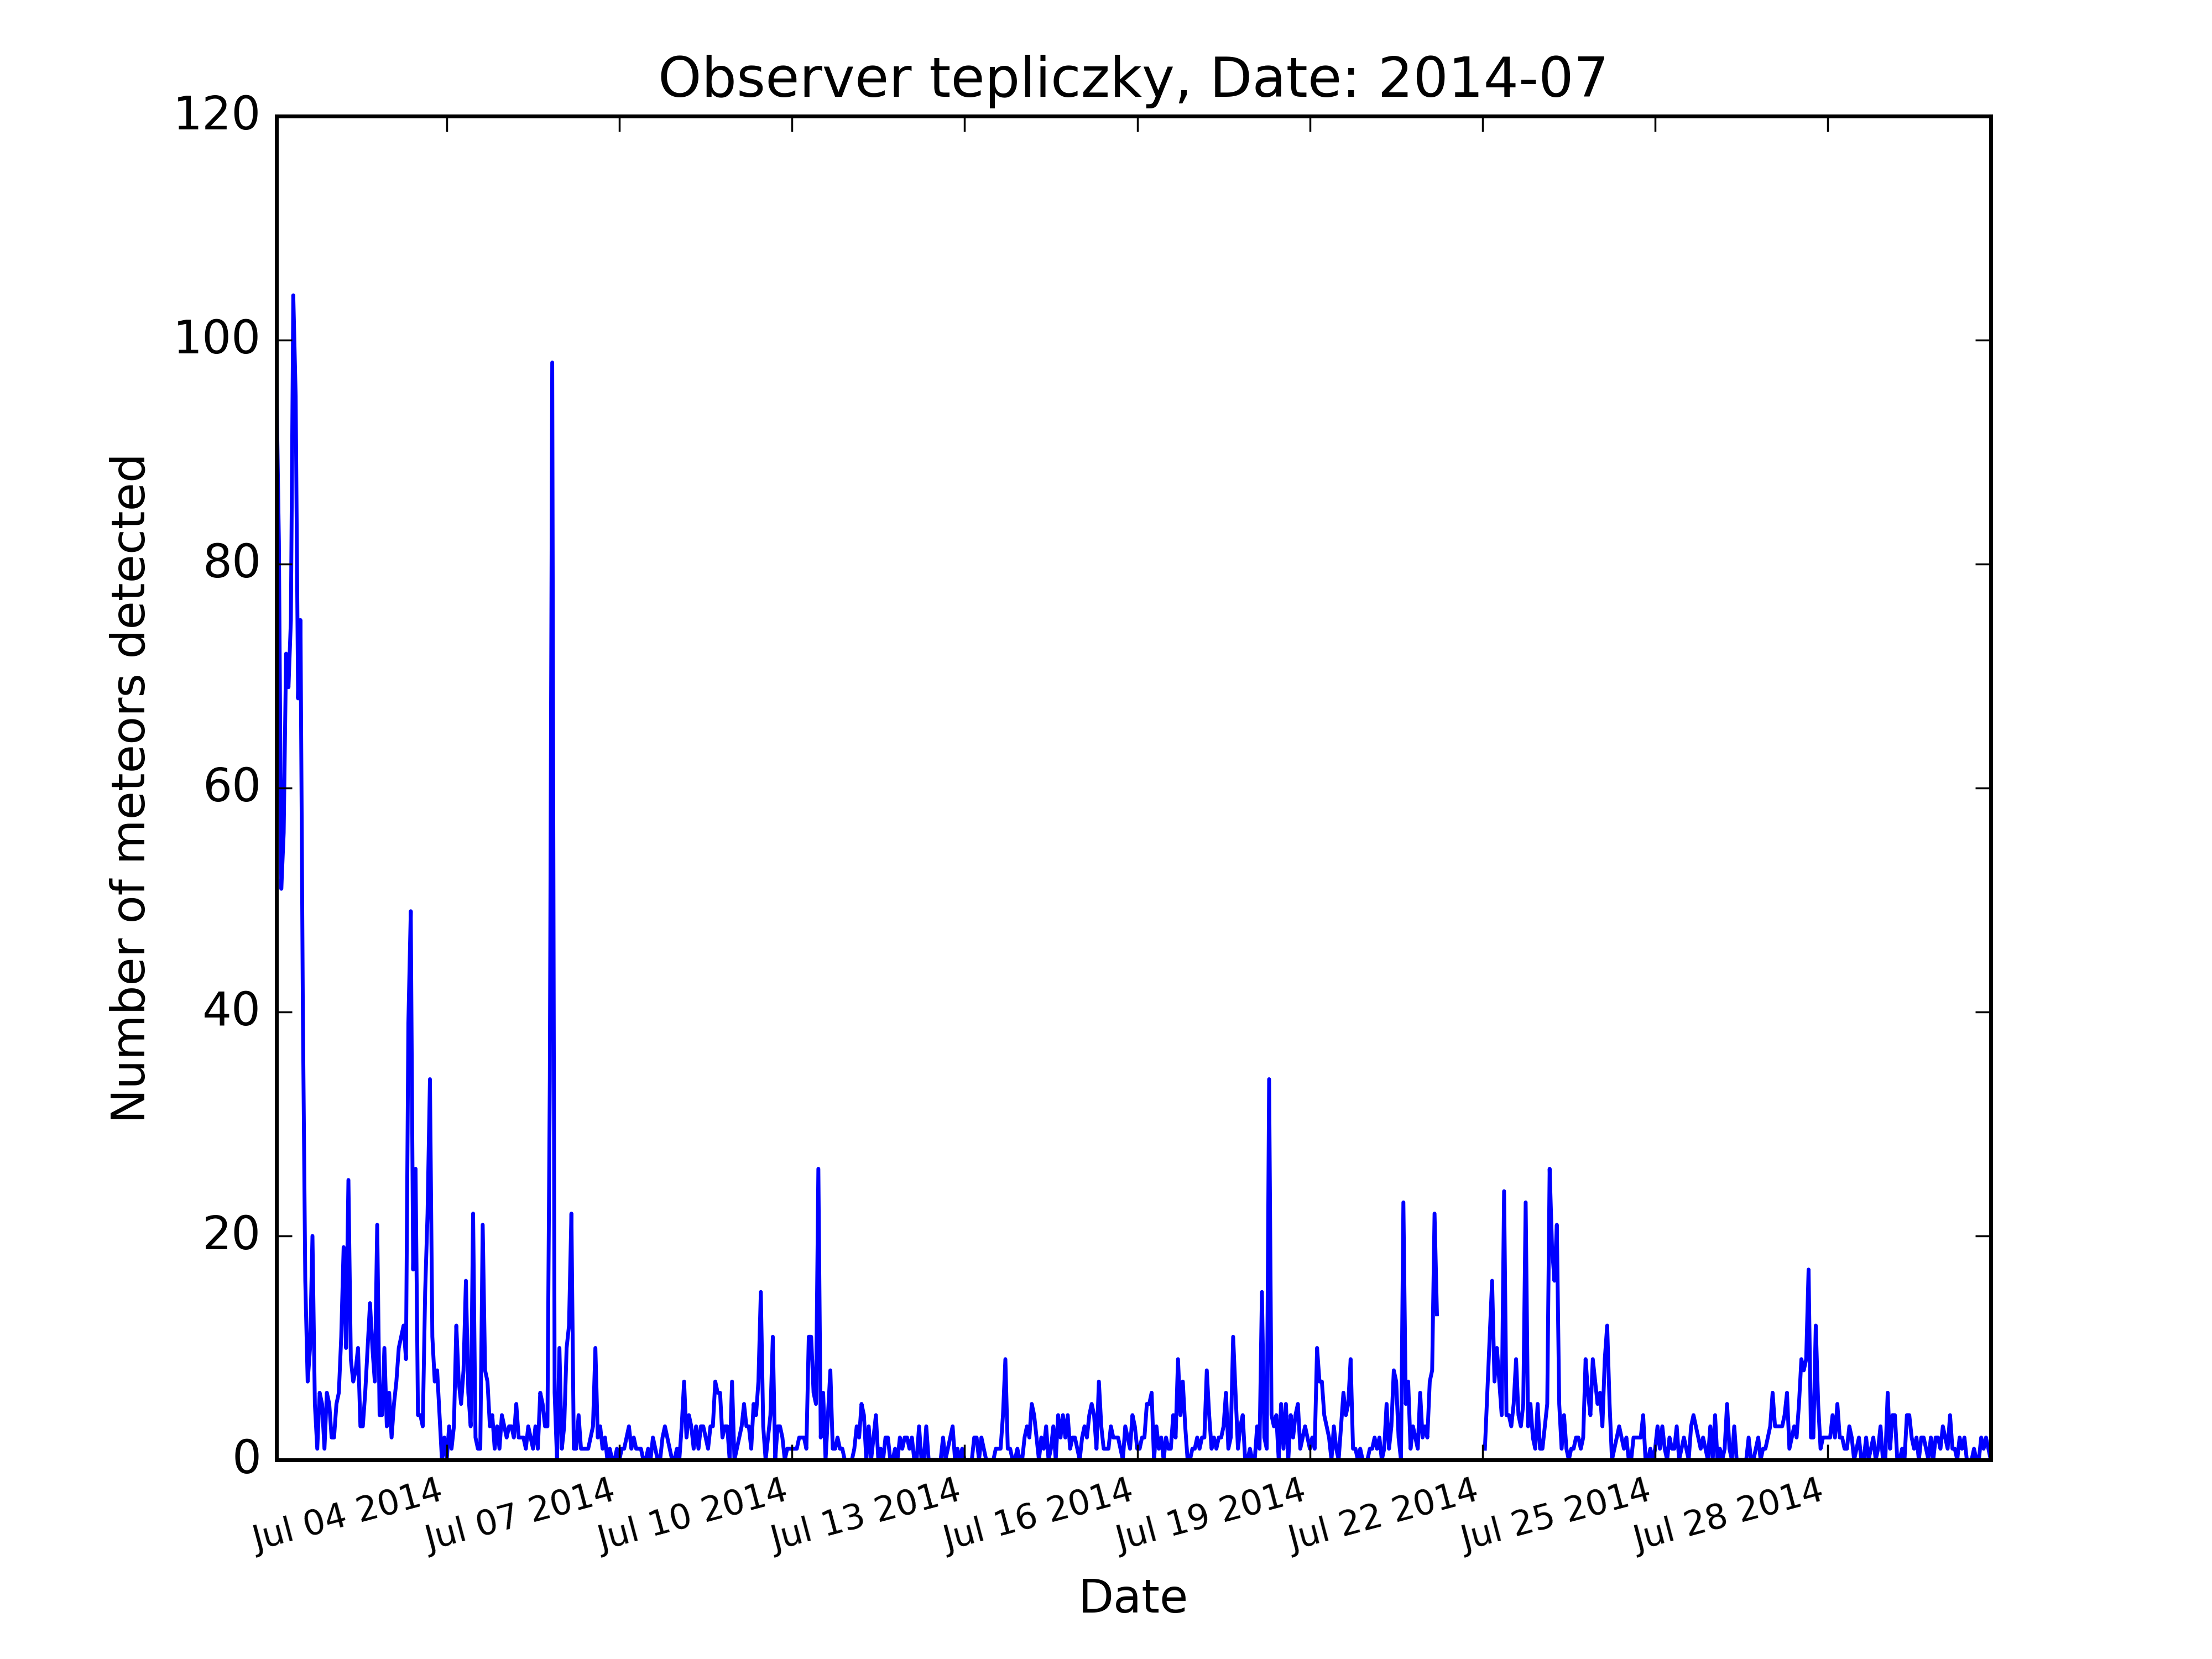 Observer tepliczky, Date: 2014-07
120
100
80
60
40
20
0
Number of meteors detected
Jul 04 2014
Jul 07 2014
Jul 10 2014
Jul 13 2014
Jul 16 2014
Jul 19 2014
Jul 22 2014
Jul 25 2014
Jul 28 2014
Date